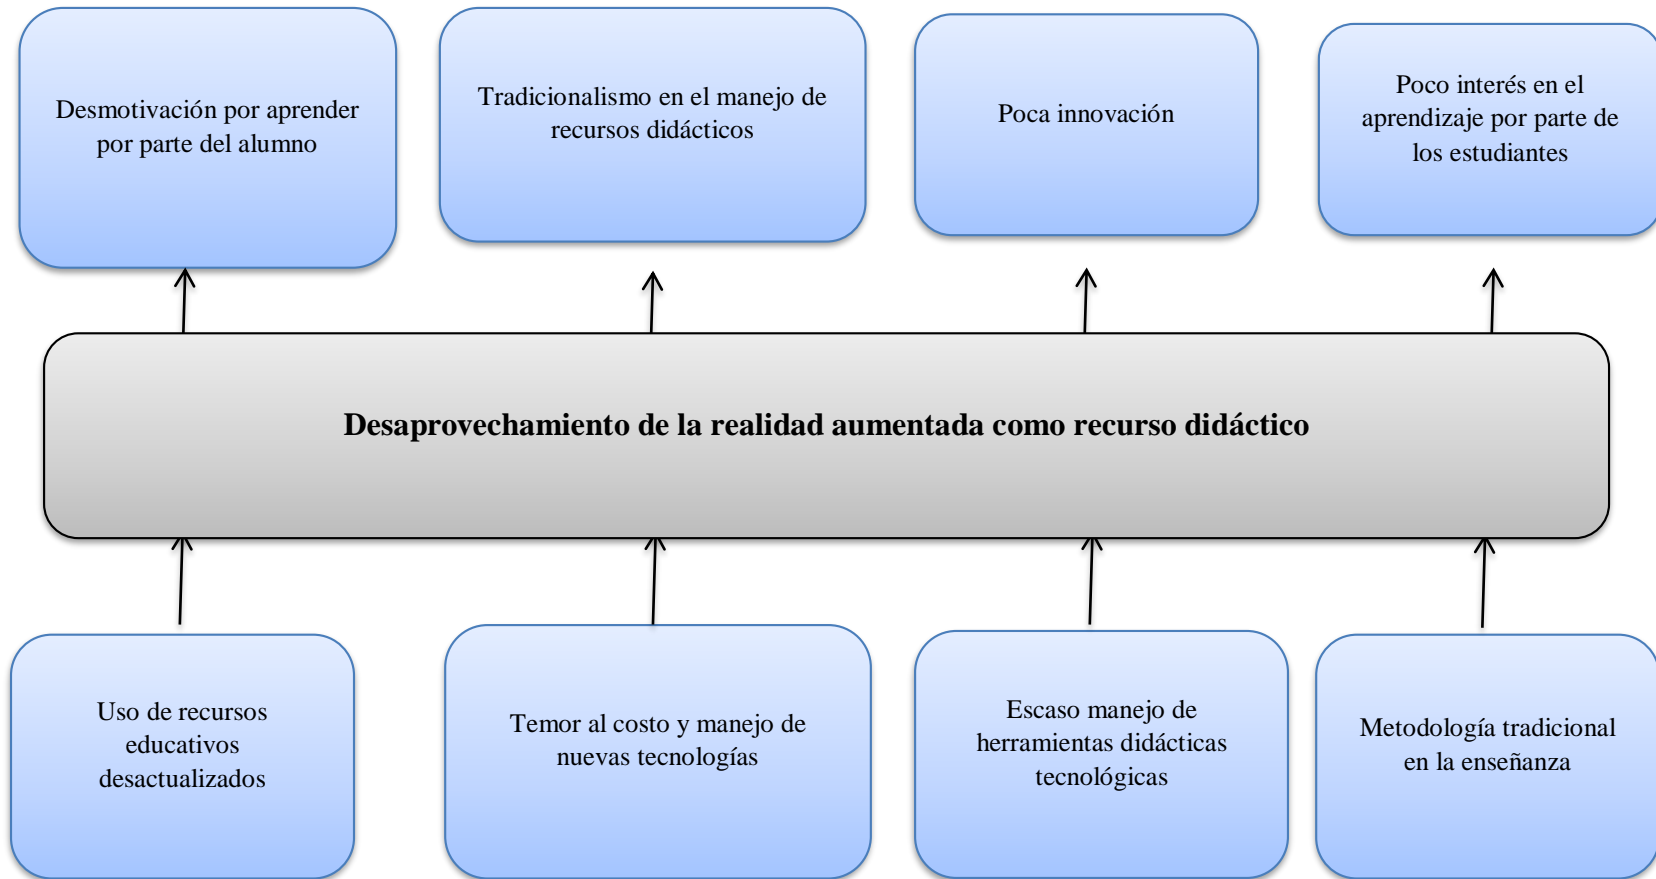 Desmotivación por aprender
por parte del alumno
Tradicionalismo en el manejo de
recursos didácticos
Poca innovación
Poco interés en el
aprendizaje por parte de
los estudiantes
Desaprovechamiento de la realidad aumentada como recurso didáctico
Uso de recursos
educativos
desactualizados
Temor al costo y manejo de
nuevas tecnologías
Escaso manejo de
herramientas didácticas
tecnológicas
Metodología tradicional
en la enseñanza